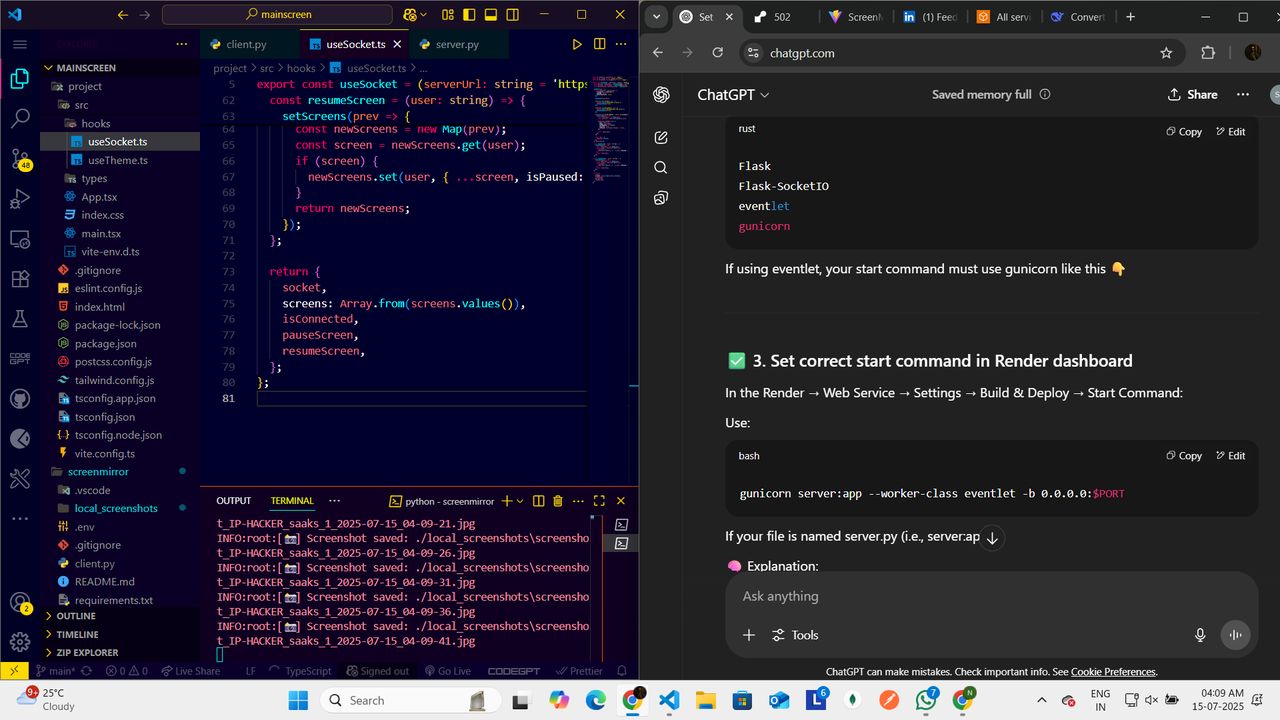 mainscreen
EXPLORER
MAINSCREEN
project
src
hooks
useSocket.ts
useTheme.ts
types
App.tsx
index.css
main.tsx
vite-env.d.ts
.gitignore
eslint.config.js
index.html
package-lock.json
package.json
postcss.config.js
tailwind.config.js
tsconfig.app.json
tsconfig.json
tsconfig.node.json
vite.config.ts
screenmirror
.vscode
local_screenshots
.env
.gitignore
client.py
README.md
requirements.txt
OUTLINE
TIMELINE
ZIP EXPLORER
48
CODE GPT
2
client.py
useSocket.ts
server.py
project > src > hooks > useSocket.ts > ...
5 export const useSocket = (serverUrl: string = 'https
62 const resumeScreen = (user: string) => {
63 setScreens(prev => {
64 const newScreens = new Map(prev);
65 const screen = newScreens.get(user);
66 if (screen) {
67 newScreens.set(user, { ...screen, isPaused:
68 }
69 return newScreens;
70 });
71 };
72
73 return {
74 socket,
75 screens: Array.from(screens.values()),
76 isConnected,
77 pauseScreen,
78 resumeScreen,
79 };
80 };
81
OUTPUT TERMINAL ... python - screenmirror
t_IP-HACKER_saaks_1_2025-07-15_04-09-21.jpg
INFO:root:[📷] Screenshot saved: ./local_screenshots\screensho
t_IP-HACKER_saaks_1_2025-07-15_04-09-26.jpg
INFO:root:[📷] Screenshot saved: ./local_screenshots\screensho
t_IP-HACKER_saaks_1_2025-07-15_04-09-31.jpg
INFO:root:[📷] Screenshot saved: ./local_screenshots\screensho
t_IP-HACKER_saaks_1_2025-07-15_04-09-36.jpg
INFO:root:[📷] Screenshot saved: ./local_screenshots\screensho
t_IP-HACKER_saaks_1_2025-07-15_04-09-41.jpg
main* 0 0 Live Share LF TypeScript Signed out Go Live CODEGPT Prettier
Set
502
ScreenM
(1) Feed
All servi
Convert
chatgpt.com
ChatGPT
Saved memory full
Share
rust
Copy Edit
Flask
Flask-SocketIO
eventlet
gunicorn
If using eventlet, your start command must use gunicorn like this 👇
✅ 3. Set correct start command in Render dashboard
In the Render → Web Service → Settings → Build & Deploy → Start Command:
Use:
bash
Copy Edit
gunicorn server:app --worker-class eventlet -b 0.0.0.0:$PORT
If your file is named server.py (i.e., server:ap
🧠 Explanation:
Ask anything
Tools
ChatGPT can make mistakes. Check important info. See Cookie Preferences.
9+
25°C
Cloudy
Search
6
7
N
ENG
IN
04:09 AM
15-07-2025